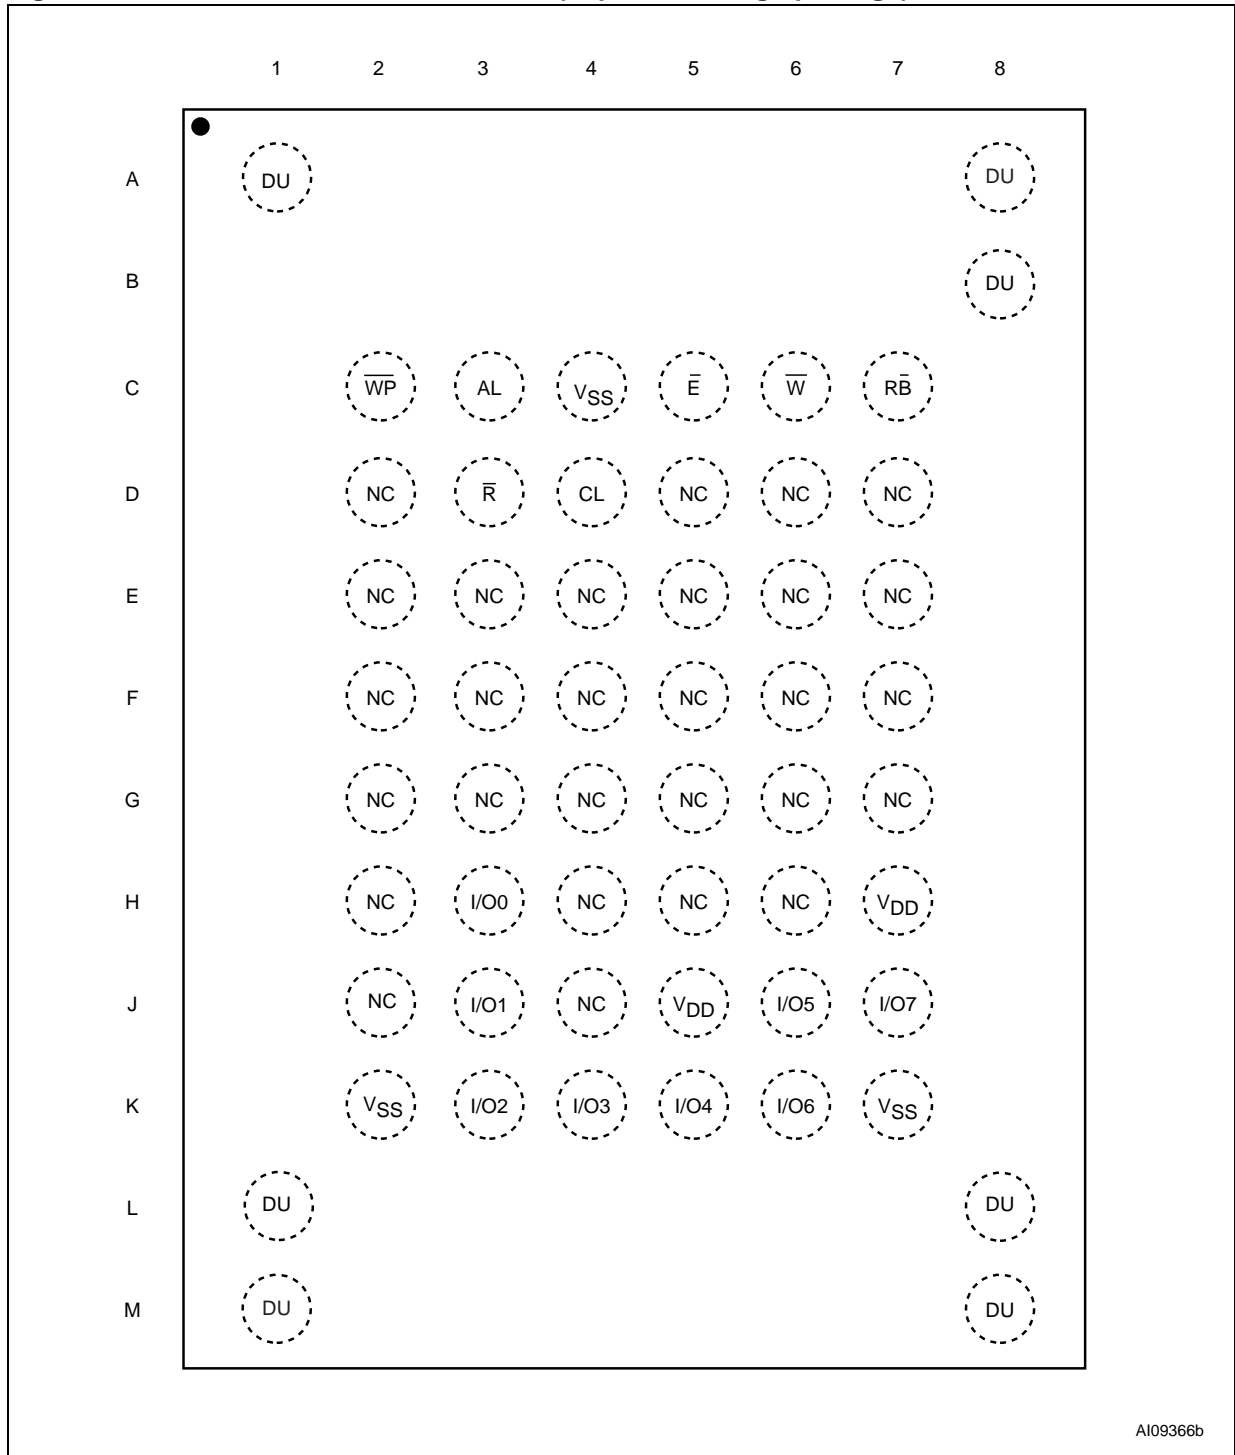 1 2 3 4 5 6 7 8
A DU DU
B DU
C W̅P̅ AL VSS E̅ W̅ RB̅
D NC R̅ CL NC NC NC
E NC NC NC NC NC NC
F NC NC NC NC NC NC
G NC NC NC NC NC NC
H NC I/O0 NC NC NC VDD
J NC I/O1 NC VDD I/O5 I/O7
K VSS I/O2 I/O3 I/O4 I/O6 VSS
L DU DU
M DU DU
AI09366b